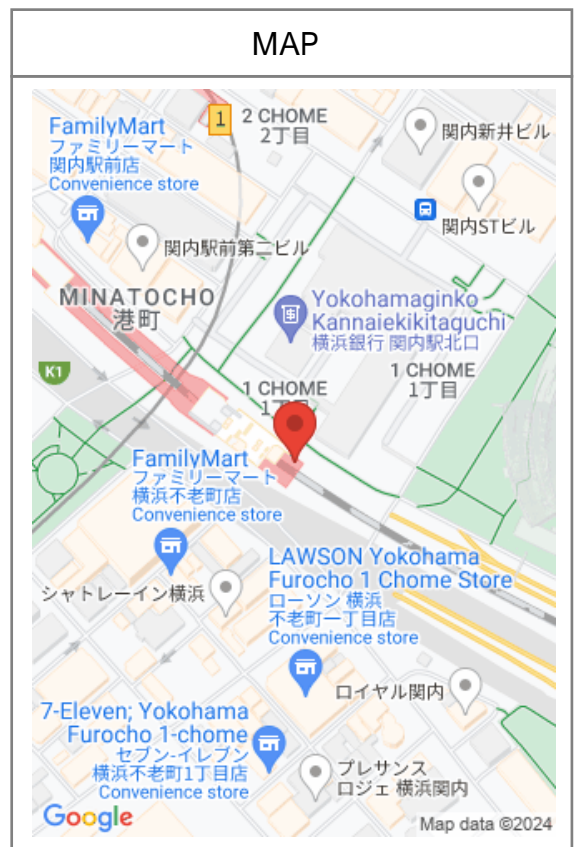 MAP
1
2 CHOME
2丁目
FamilyMart
ファミリーマート
関内駅前店
Convenience store
関内新井ビル
関内STビル
関内駅前第二ビル
MINATOCHO
港町
Yokohamaginko
Kannaiekikitaguchi
横浜銀行 関内駅北口
K1
1 CHOME
1丁目
1 CHOME
1丁目
FamilyMart
ファミリーマート
横浜不老町店
Convenience store
LAWSON Yokohama
Furocho 1 Chome Store
ローソン 横浜
不老町一丁目店
Convenience store
シャトレーイン横浜
ロイヤル関内
7-Eleven; Yokohama
Furocho 1-chome
セブン-イレブン
横浜不老町1丁目店
Convenience store
プレサンス
ロジェ 横浜関内
Google
Map data ©2024